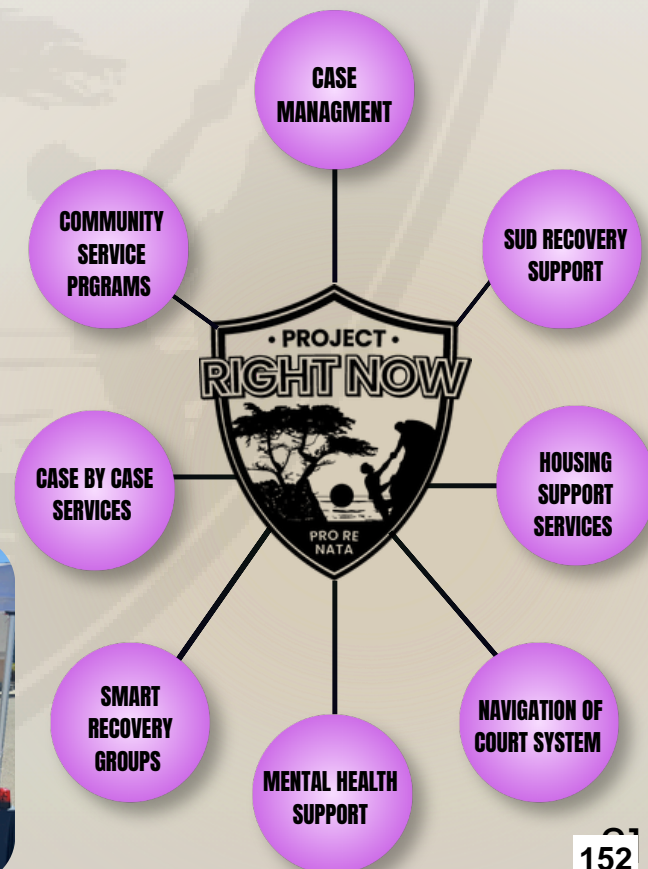 CASE
MANAGMENT
COMMUNITY
SERVICE
PRGRAMS
SUD RECOVERY
SUPPORT
• PROJECT •
RIGHT NOW
CASE BY CASE
SERVICES
HOUSING
SUPPORT
SERVICES
PRO RE
NATA
SMART
RECOVERY
GROUPS
NAVIGATION OF
COURT SYSTEM
MENTAL HEALTH
SUPPORT
152